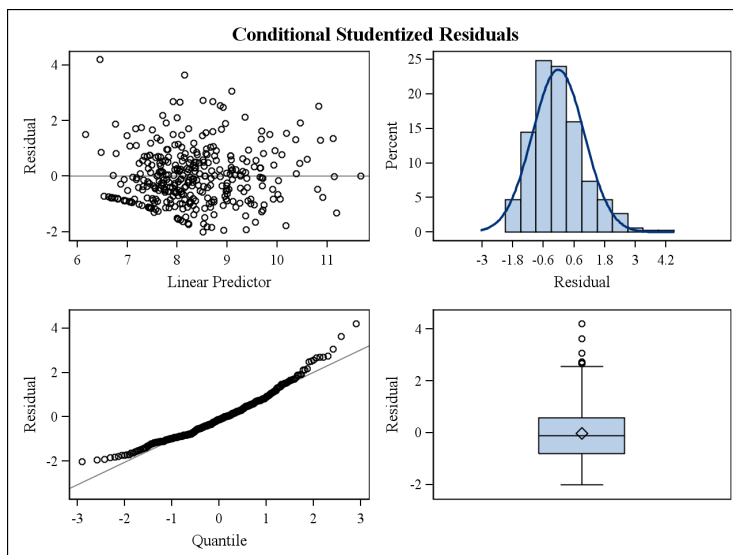 Conditional Studentized Residuals
4
2
0
-2
Residual
6 7 8 9 10 11
Linear Predictor
25
20
15
10
5
0
Percent
-3 -1.8 -0.6 0.6 1.8 3 4.2
Residual
4
2
0
-2
Residual
-3 -2 -1 0 1 2 3
Quantile
4
2
0
-2
Residual